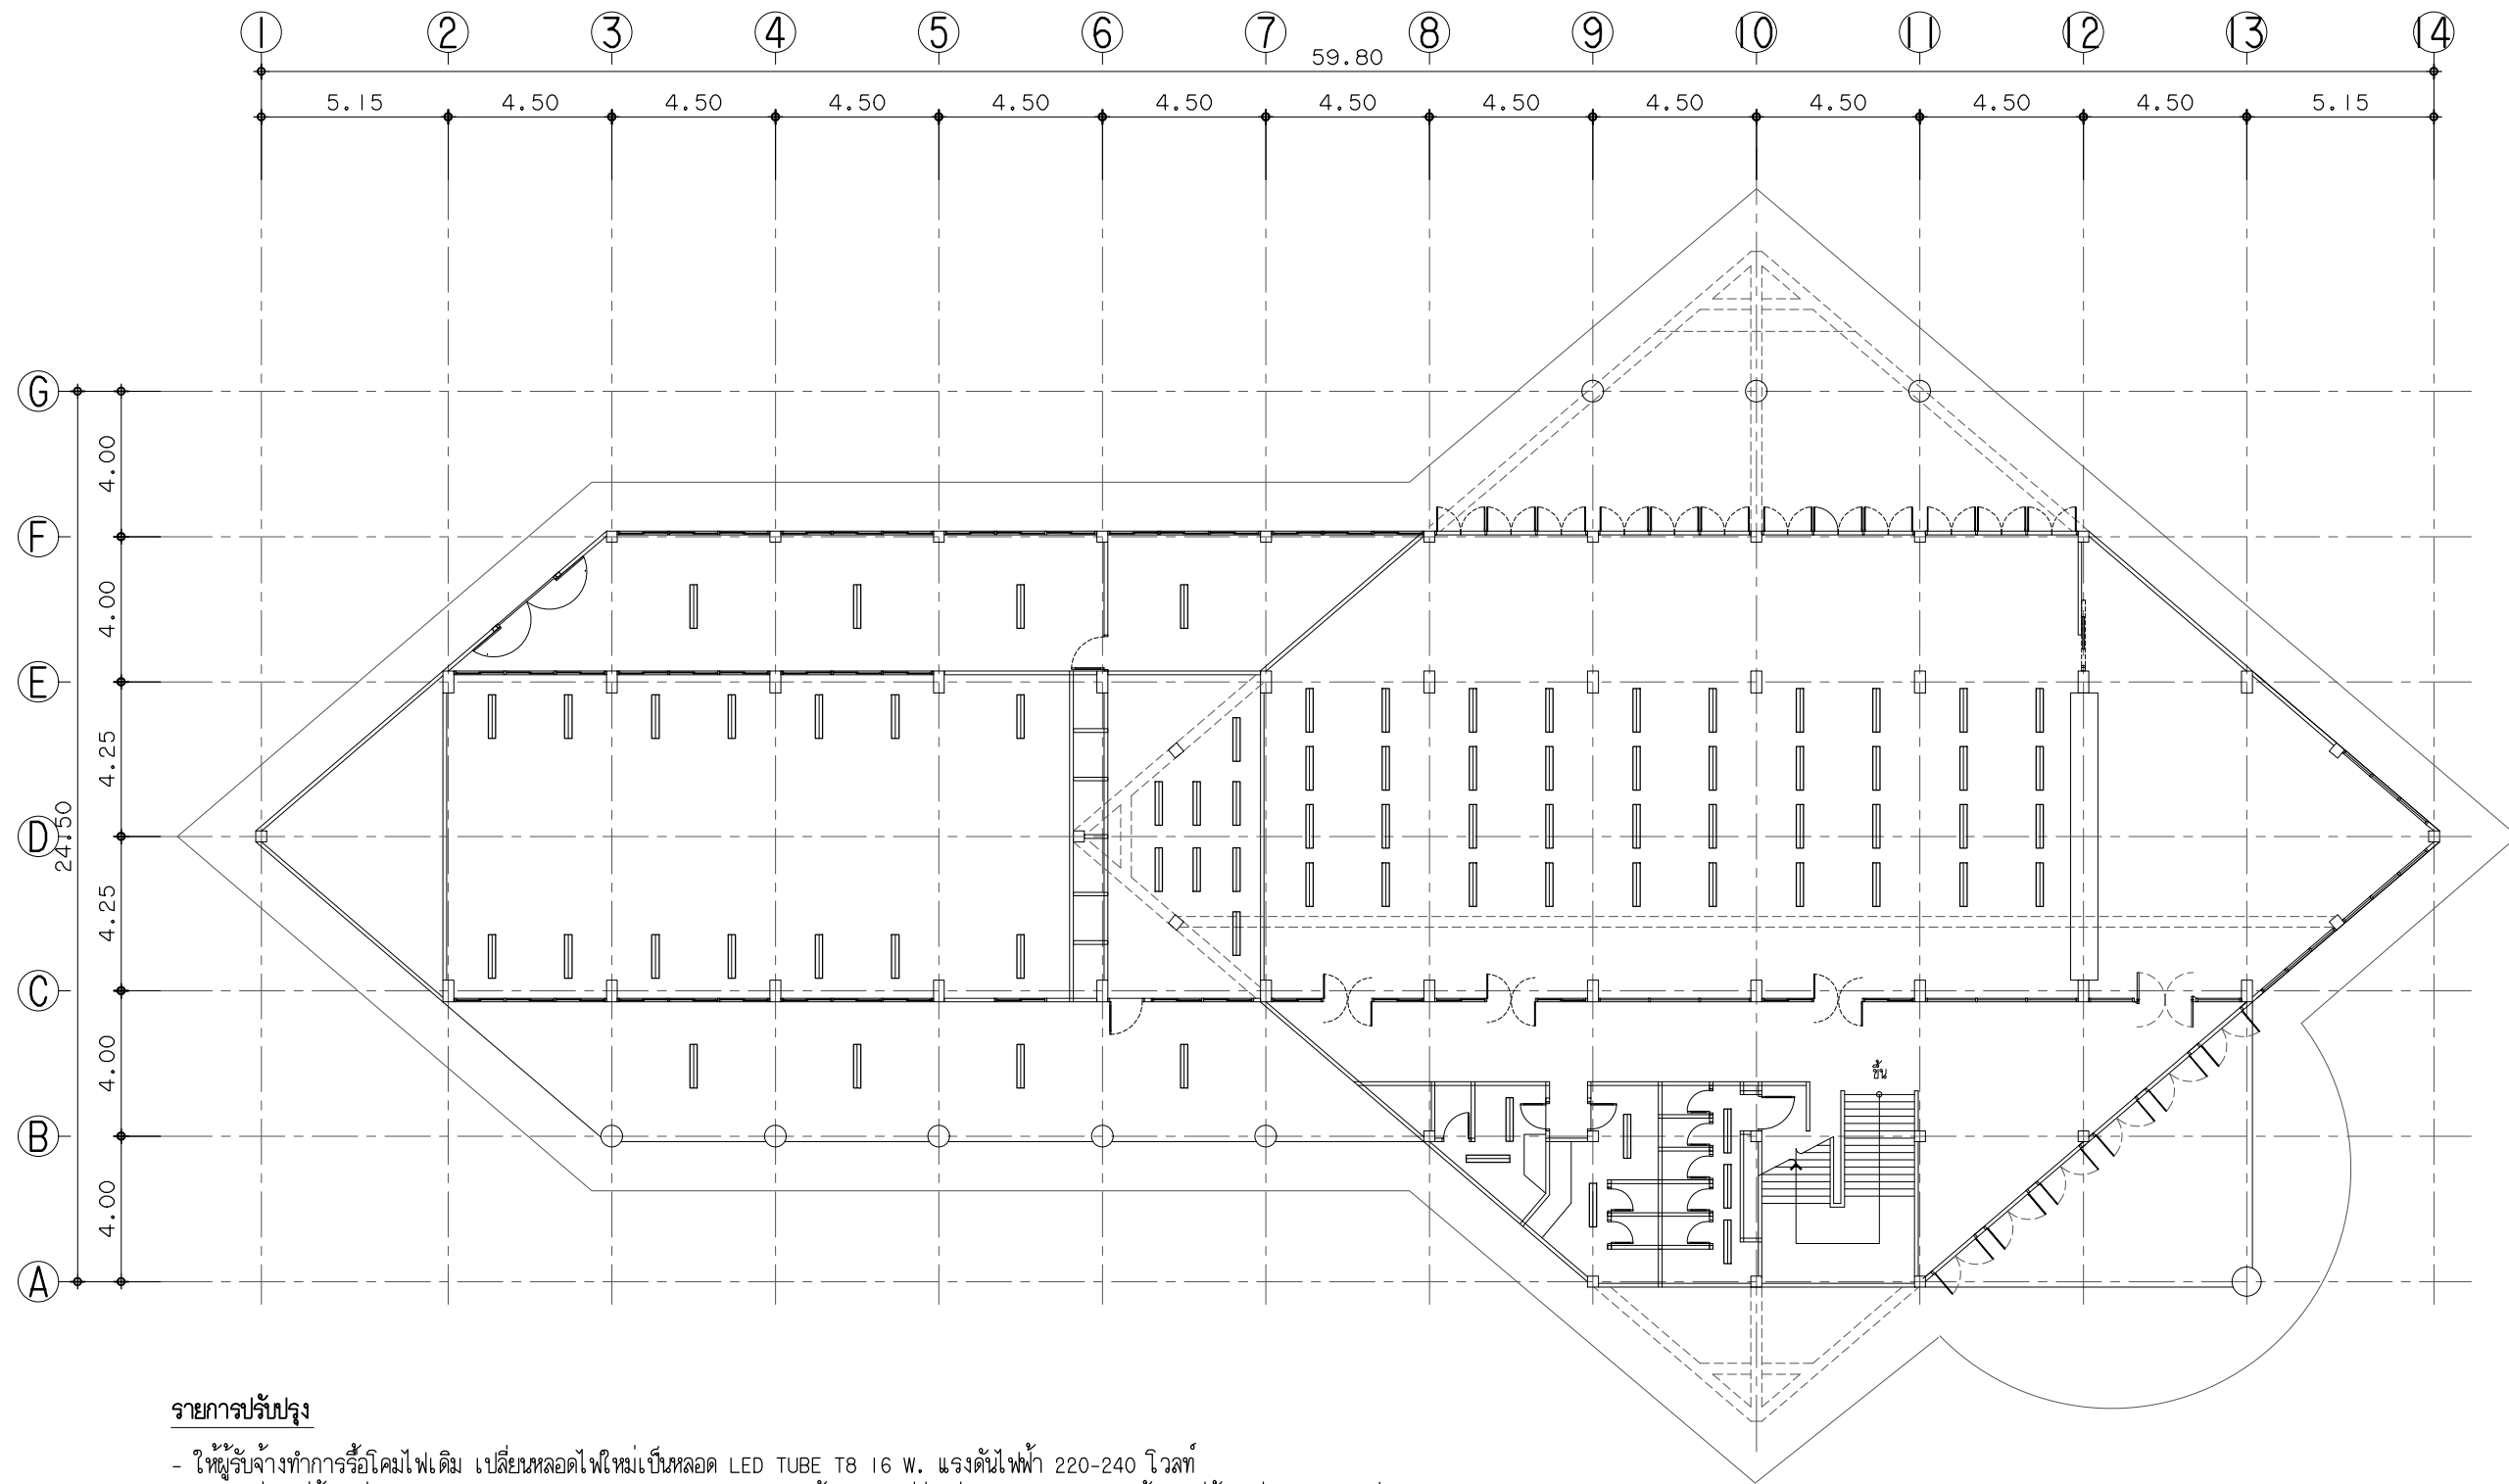 1 2 3 4 5 6 7 8 9 10 11 12 13 14
59.80
5.15 4.50 4.50 4.50 4.50 4.50 4.50 4.50 4.50 4.50 4.50 4.50 5.15
G
4.00
F
4.00
E
4.25
D
24.50
4.25
C
4.00
ขึ้น
B
4.00
A
รายการปรับปรุง
- ให้ผู้รับจ้างทำการรื้อโคมไฟเดิม เปลี่ยนหลอดไฟใหม่เป็นหลอด LED TUBE T8 16 W. แรงดันไฟฟ้า 220-240 โวลท์